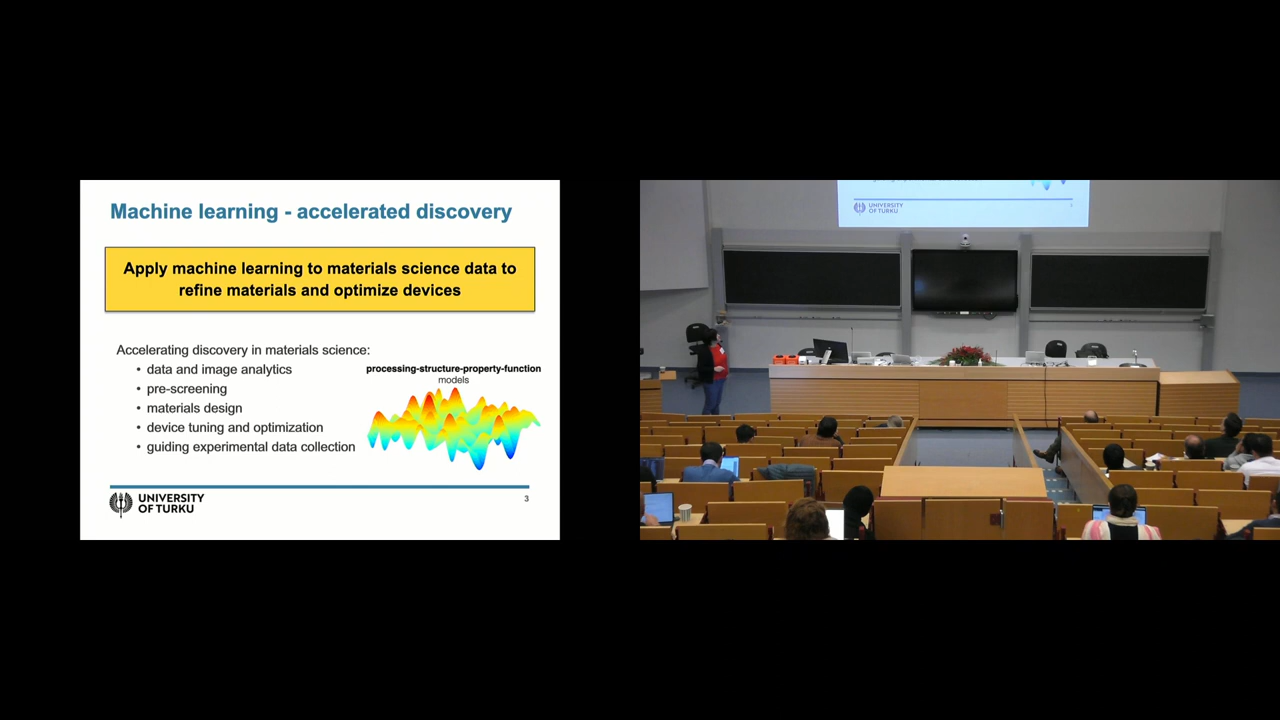 Machine learning - accelerated discovery
Apply machine learning to materials science data to
refine materials and optimize devices
Accelerating discovery in materials science:
• data and image analytics
• pre-screening
• materials design
• device tuning and optimization
• guiding experimental data collection
processing-structure-property-function
models
UNIVERSITY
OF TURKU
3
UNIVERSITY
OF TURKU